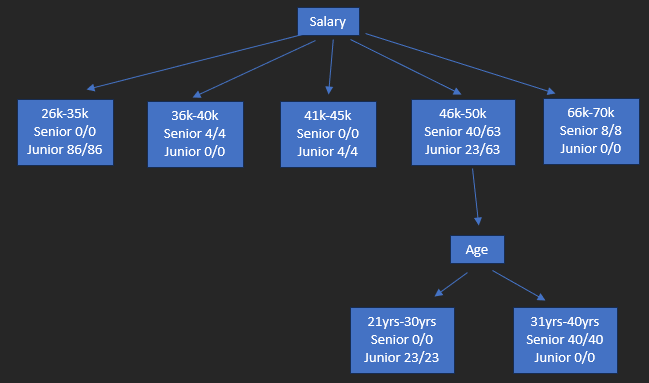 Salary
26k-35k
Senior 0/0
Junior 86/86
36k-40k
Senior 4/4
Junior 0/0
41k-45k
Senior 0/0
Junior 4/4
46k-50k
Senior 40/63
Junior 23/63
66k-70k
Senior 8/8
Junior 0/0
Age
21yrs-30yrs
Senior 0/0
Junior 23/23
31yrs-40yrs
Senior 40/40
Junior 0/0